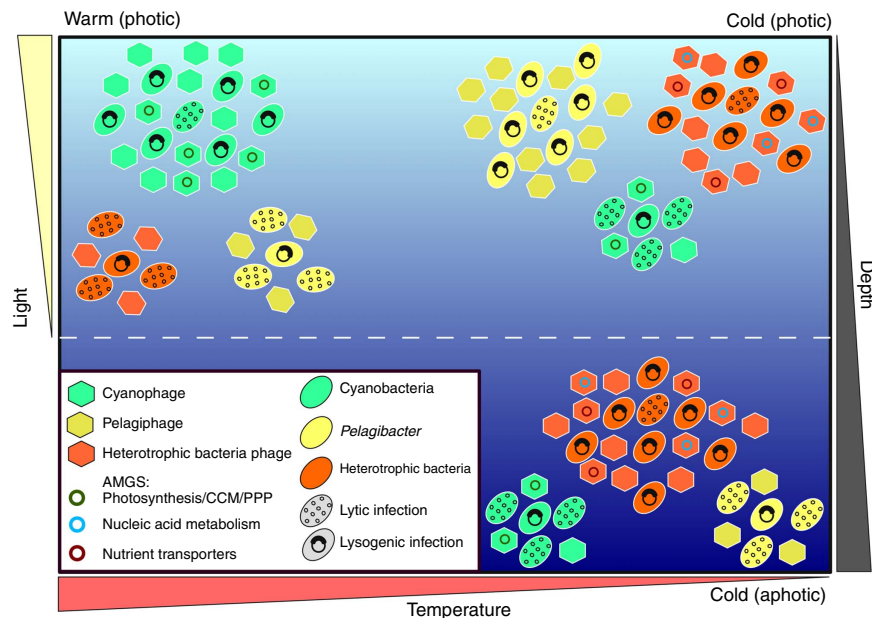 Warm (photic)
Cold (photic)
Light
Depth
Cyanophage
Pelagiphage
Heterotrophic bacteria phage
AMGS:
Photosynthesis/CCM/PPP
Nucleic acid metabolism
Nutrient transporters
Cyanobacteria
Pelagibacter
Heterotrophic bacteria
Lytic infection
Lysogenic infection
Temperature
Cold (aphotic)